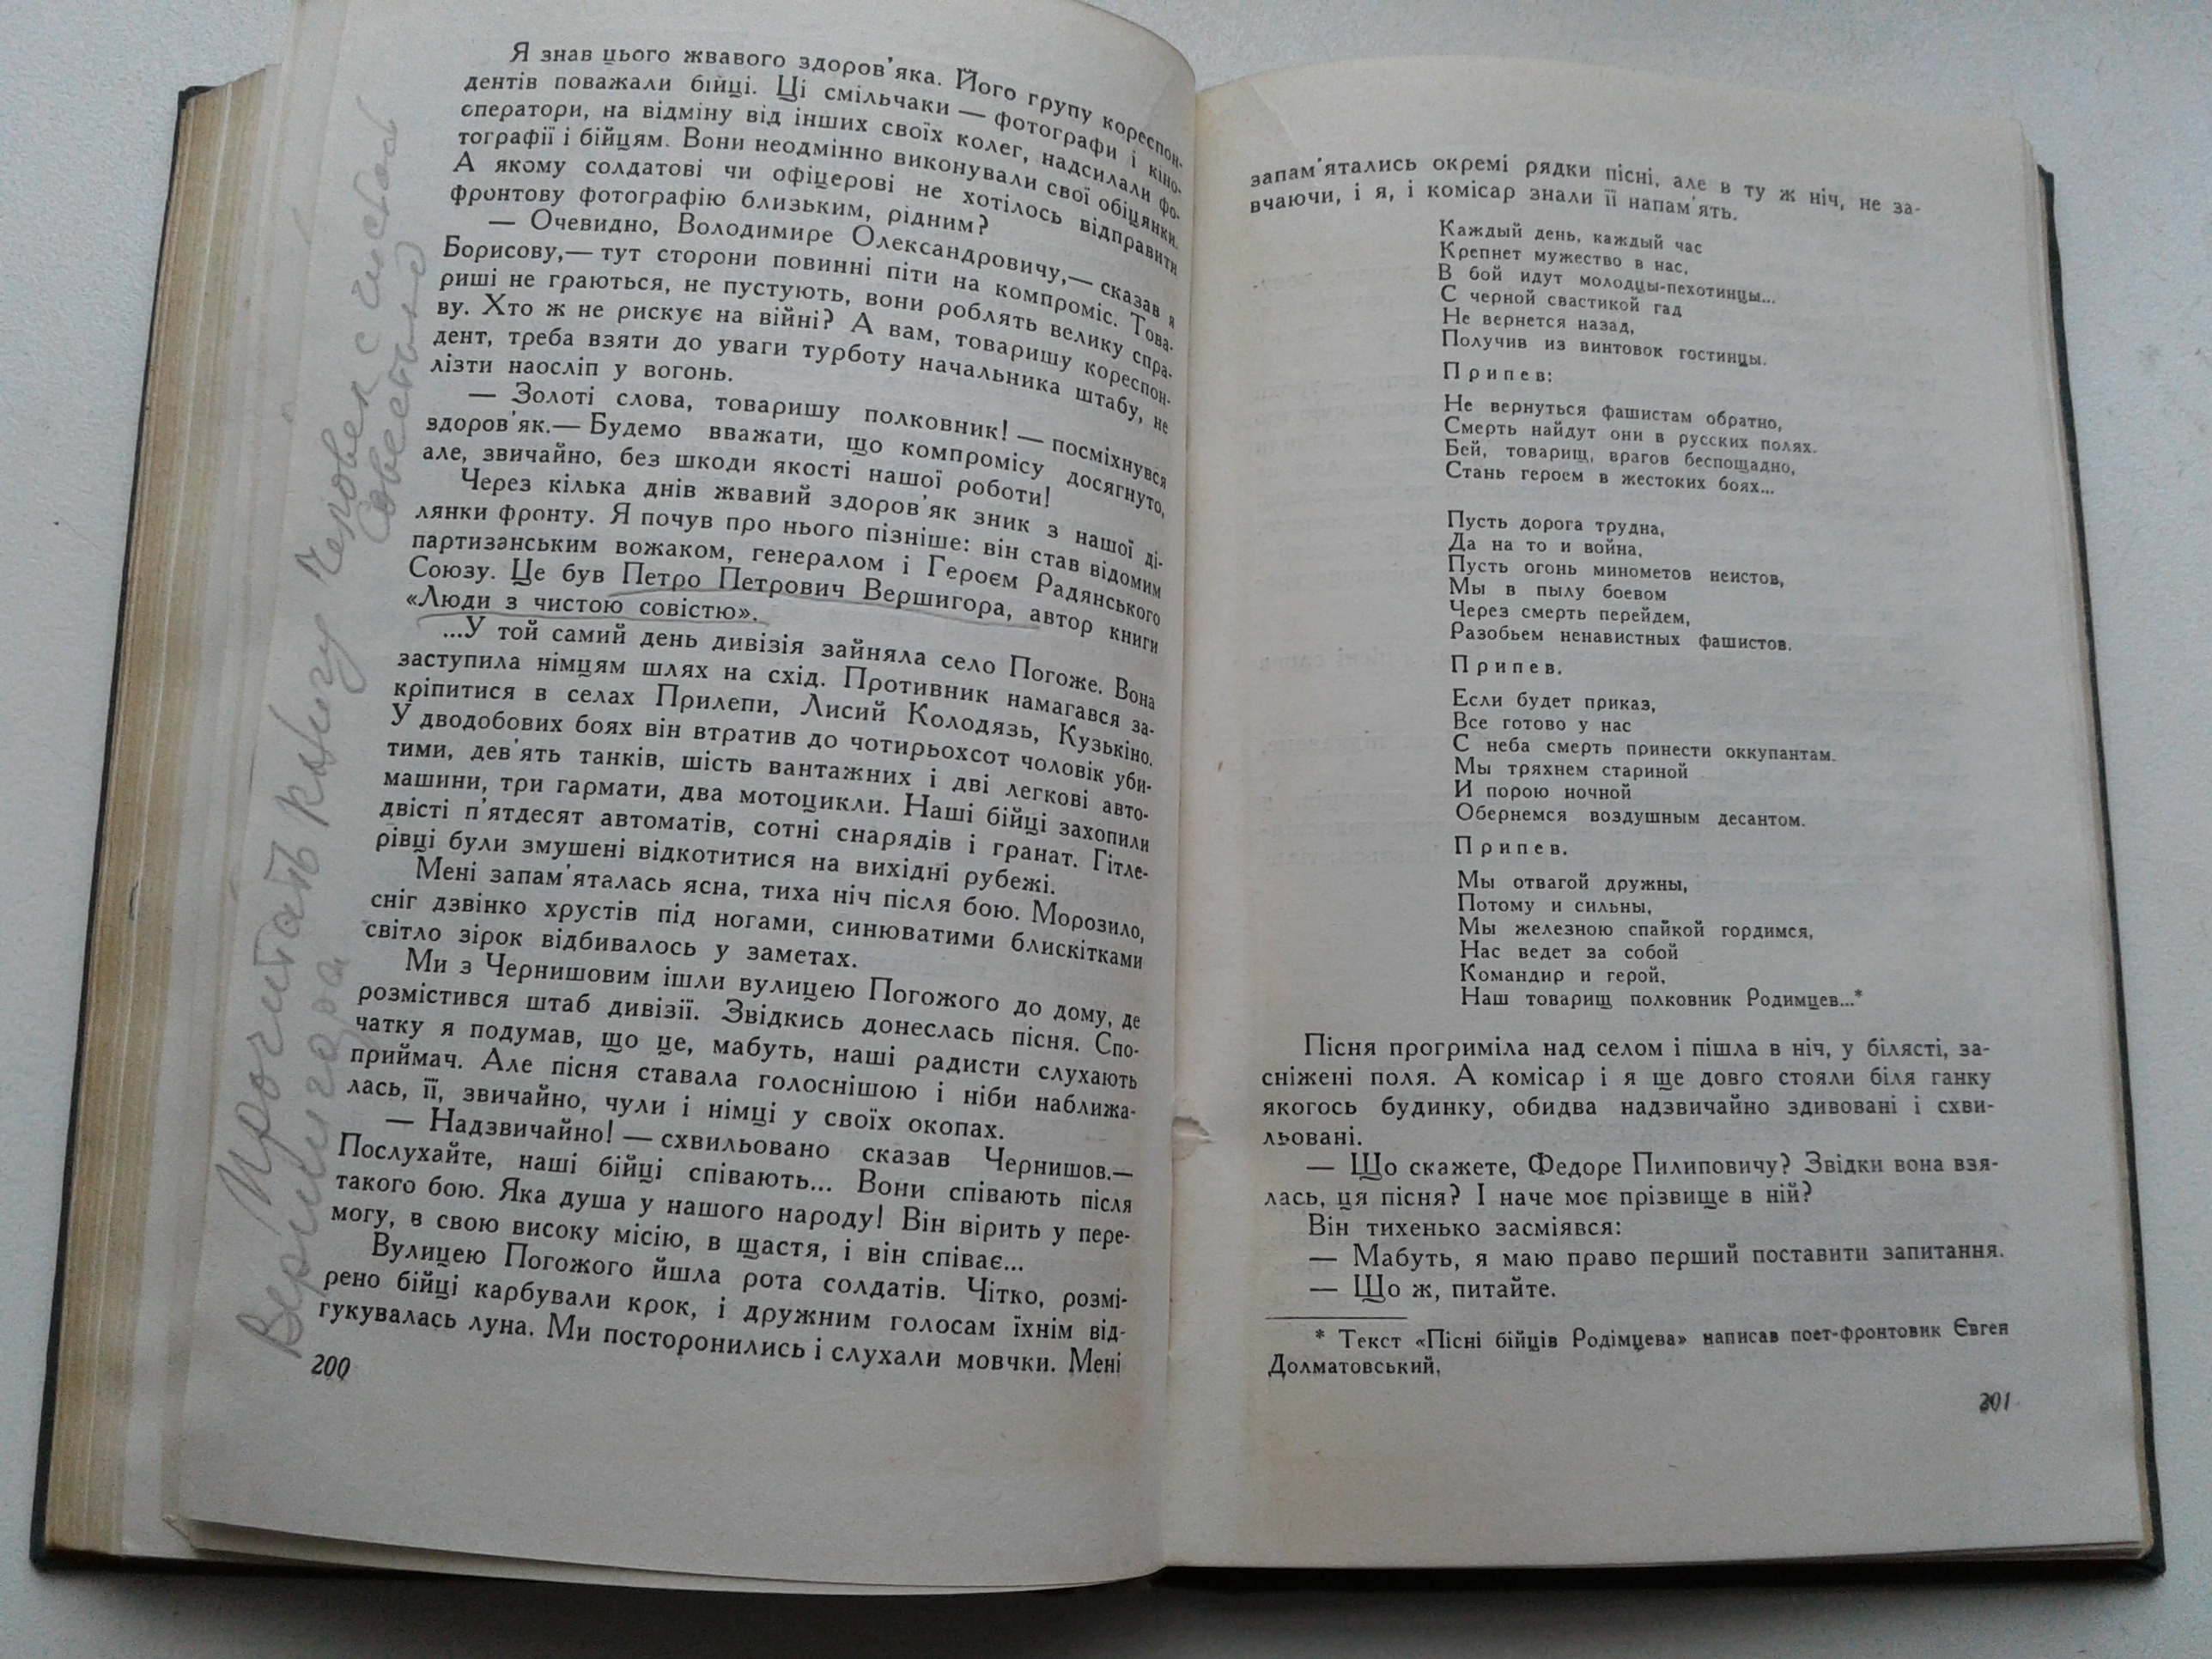 Я знав цього жвавого здоров'яка. Його групу кореспон-
дентів поважали бійці. Ці смільчаки — фотографи і кіно-
оператори, на відміну від інших своїх колег, надсилали фо-
тографії і бійцям. Вони неодмінно виконували свої обіцянки.
А якому солдатові чи офіцерові не хотілось відправити
фронтову фотографію близьким, рідним?
— Очевидно, Володимире Олександровичу,— сказав я
Борисову,— тут сторони повинні піти на компроміс. Това-
риші не граються, не пустують, вони роблять велику спра-
ву. Хто ж не рискує на війні? А вам, товаришу кореспон-
дент, треба взяти до уваги турботу начальника штабу, не
лізти наосліп у вогонь.
— Золоті слова, товаришу полковник! — посміхнувся
здоров'як.— Будемо вважати, що компромісу досягнуто,
але, звичайно, без шкоди якості нашої роботи!
Через кілька днів жвавий здоров'як зник з нашої ді-
лянки фронту. Я почув про нього пізніше: він став відомим
партизанським вожаком, генералом і Героєм Радянського
Союзу. Це був Петро Петрович Вершигора, автор книги
«Люди з чистою совістю».
...У той самий день дивізія зайняла село Погоже. Вона
заступила німцям шлях на схід. Противник намагався за-
кріпитися в селах Прилепи, Лисий Колодязь, Кузькіно.
У дводобових боях він втратив до чотирьохсот чоловік уби-
тими, дев'ять танків, шість вантажних і дві легкові авто-
машини, три гармати, два мотоцикли. Наші бійці захопили
двісті п'ятдесят автоматів, сотні снарядів і гранат. Гітле-
рівці були змушені відкотитися на вихідні рубежі.
Мені запам'яталась ясна, тиха ніч після бою. Морозило,
сніг дзвінко хрустів під ногами, синюватими блискітками
світло зірок відбивалось у заметах.
Ми з Чернишовим ішли вулицею Погожого до дому, де
розмістився штаб дивізії. Звідкись донеслась пісня. Спо-
чатку я подумав, що це, мабуть, наші радисти слухають
приймач. Але пісня ставала голоснішою і ніби наближа-
лась, її, звичайно, чули і німці у своїх окопах.
— Надзвичайно! — схвильовано сказав Чернишов.—
Послухайте, наші бійці співають... Вони співають після
такого бою. Яка душа у нашого народу! Він вірить у пере-
могу, в свою високу місію, в щастя, і він співає...
Вулицею Погожого йшла рота солдатів. Чітко, розмі-
рено бійці карбували крок, і дружним голосам їхнім від-
гукувалась луна. Ми посторонились і слухали мовчки. Мені
200
Прочитать книгу Человек с чистой
совестью
Вершигора
запам'ятались окремі рядки пісні, але в ту ж ніч, не за-
вчаючи, і я, і комісар знали її напам'ять.
Каждый день, каждый час
Крепнет мужество в нас,
В бой идут молодцы-пехотинцы...
С черной свастикой гад
Не вернется назад,
Получив из винтовок гостинцы.
Припев:
Не вернуться фашистам обратно,
Смерть найдут они в русских полях.
Бей, товарищ, врагов беспощадно,
Стань героем в жестоких боях...
Пусть дорога трудна,
Да на то и война,
Пусть огонь минометов неистов,
Мы в пылу боевом
Через смерть перейдем,
Разобьем ненавистных фашистов.
Припев.
Если будет приказ,
Все готово у нас
С неба смерть принести оккупантам.
Мы тряхнем стариной
И порою ночной
Обернемся воздушным десантом.
Припев.
Мы отвагой дружны,
Потому и сильны,
Мы железною спайкой гордимся,
Нас ведет за собой
Командир и герой,
Наш товарищ полковник Родимцев...*
Пісня прогриміла над селом і пішла в ніч, у білясті, за-
сніжені поля. А комісар і я ще довго стояли біля ганку
якогось будинку, обидва надзвичайно здивовані і схви-
льовані.
— Що скажете, Федоре Пилиповичу? Звідки вона взя-
лась, ця пісня? І наче моє прізвище в ній?
Він тихенько засміявся:
— Мабуть, я маю право перший поставити запитання.
— Що ж, питайте.
* Текст «Пісні бійців Родімцева» написав поет-фронтовик Євген
Долматовський.
201